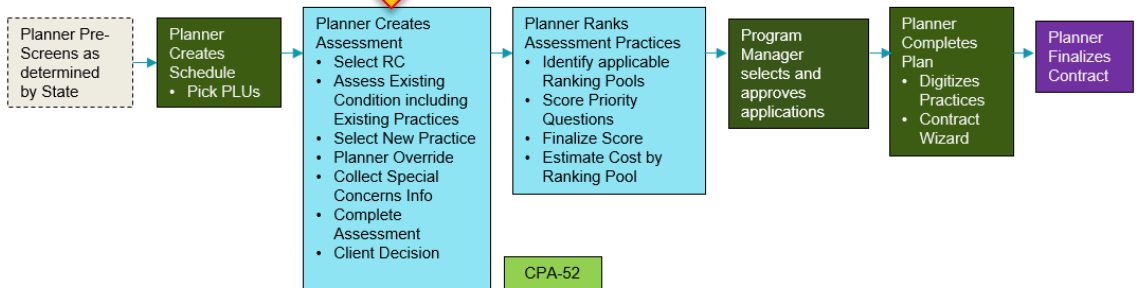 Planner Pre-
Screens as
determined
by State
Planner
Creates
Schedule
• Pick PLUs
Planner Creates
Assessment
• Select RC
• Assess Existing
Condition including
Existing Practices
• Select New Practice
• Planner Override
• Collect Special
Concerns Info
• Complete
Assessment
• Client Decision
Planner Ranks
Assessment Practices
• Identify applicable
Ranking Pools
• Score Priority
Questions
• Finalize Score
• Estimate Cost by
Ranking Pool
Program
Manager
selects and
approves
applications
Planner
Completes
Plan
• Digitizes
Practices
• Contract
Wizard
Planner
Finalizes
Contract
CPA-52